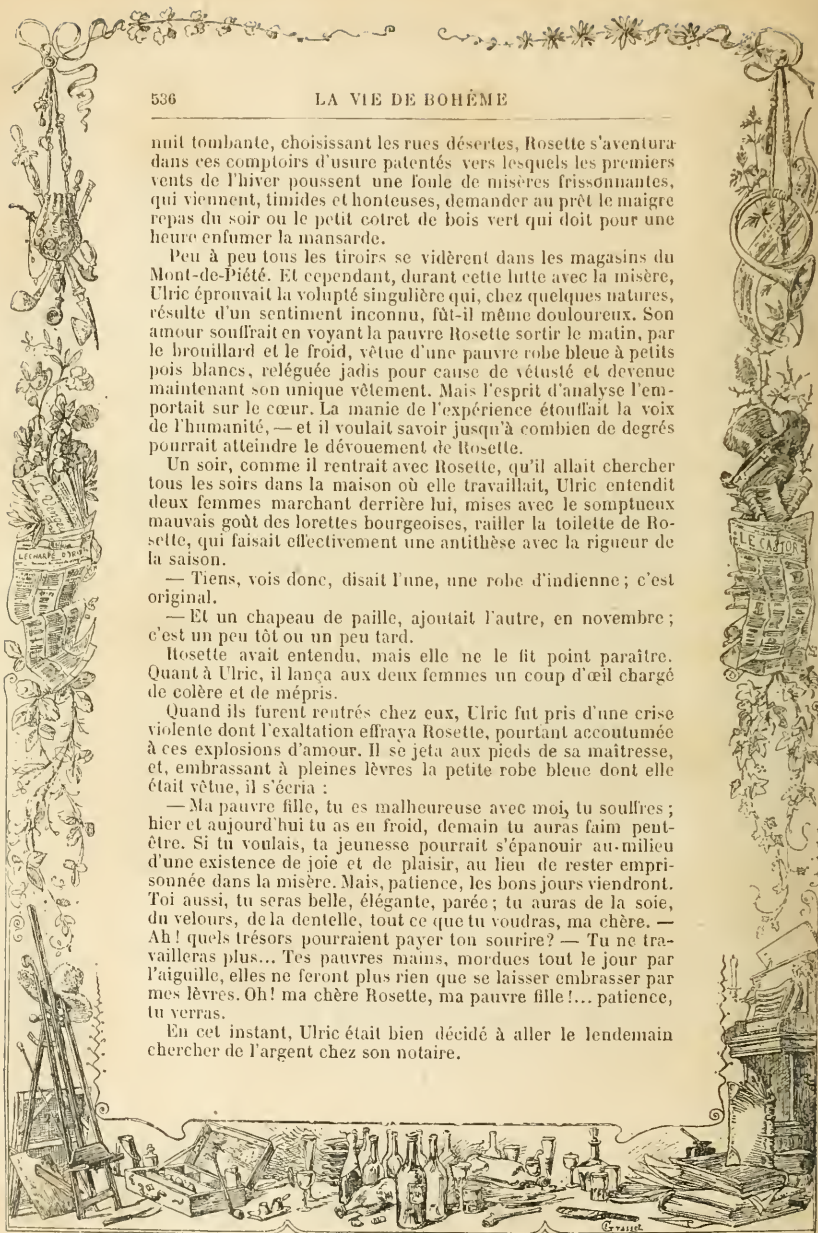 536
LA VIE DE BOHÈME
nuit tombante, choisissant les rues désertes, Rosette s'aventura
dans ces comptoirs d'usure patentés vers lesquels les premiers
vents de l'hiver poussent une foule de misères frissonnantes,
qui viennent, timides et honteuses, demander au prêt le maigre
repas du soir ou le petit cotret de bois vert qui doit pour une
heure enfumer la mansarde.
Peu à peu tous les tiroirs se vidèrent dans les magasins du
Mont-de-Piété. Et cependant, durant cette lutte avec la misère,
Ulric éprouvait la volupté singulière qui, chez quelques natures,
résulte d'un sentiment inconnu, fût-il même douloureux. Son
amour souffrait en voyant la pauvre Rosette sortir le matin, par
le brouillard et le froid, vêtue d'une pauvre robe bleue à petits
pois blancs, reléguée jadis pour cause de vétusté et devenue
maintenant son unique vêtement. Mais l'esprit d'analyse l'em-
portait sur le cœur. La manie de l'expérience étouffait la voix
de l'humanité, — et il voulait savoir jusqu'à combien de degrés
pourrait atteindre le dévouement de Rosette.
Un soir, comme il rentrait avec Rosette, qu'il allait chercher
tous les soirs dans la maison où elle travaillait, Ulric entendit
deux femmes marchant derrière lui, mises avec le somptueux
mauvais goût des lorettes bourgeoises, railler la toilette de Ro-
sette, qui faisait effectivement une antithèse avec la rigueur de
la saison.
— Tiens, vois donc, disait l'une, une robe d'indienne ; c'est
original.
— Et un chapeau de paille, ajoutait l'autre, en novembre ;
c'est un peu tôt ou un peu tard.
Rosette avait entendu, mais elle ne le fit point paraître.
Quant à Ulric, il lança aux deux femmes un coup d'œil chargé
de colère et de mépris.
Quand ils furent rentrés chez eux, Ulric fut pris d'une crise
violente dont l'exaltation effraya Rosette, pourtant accoutumée
à ces explosions d'amour. Il se jeta aux pieds de sa maîtresse,
et, embrassant à pleines lèvres la petite robe bleue dont elle
était vêtue, il s'écria :
— Ma pauvre fille, tu es malheureuse avec moi, tu souffres ;
hier et aujourd'hui tu as eu froid, demain tu auras faim peut-
être. Si tu voulais, ta jeunesse pourrait s'épanouir au milieu
d'une existence de joie et de plaisir, au lieu de rester empri-
sonnée dans la misère. Mais, patience, les bons jours viendront.
Toi aussi, tu seras belle, élégante, parée ; tu auras de la soie,
du velours, de la dentelle, tout ce que tu voudras, ma chère. —
Ah ! quels trésors pourraient payer ton sourire ? — Tu ne tra-
vailleras plus... Tes pauvres mains, mordues tout le jour par
l'aiguille, elles ne feront plus rien que se laisser embrasser par
mes lèvres. Oh ! ma chère Rosette, ma pauvre fille !... patience,
tu verras.
En cet instant, Ulric était bien décidé à aller le lendemain
chercher de l'argent chez son notaire.
L'ÉCHARPE D'IRIS
LE CASTOR
Grasset